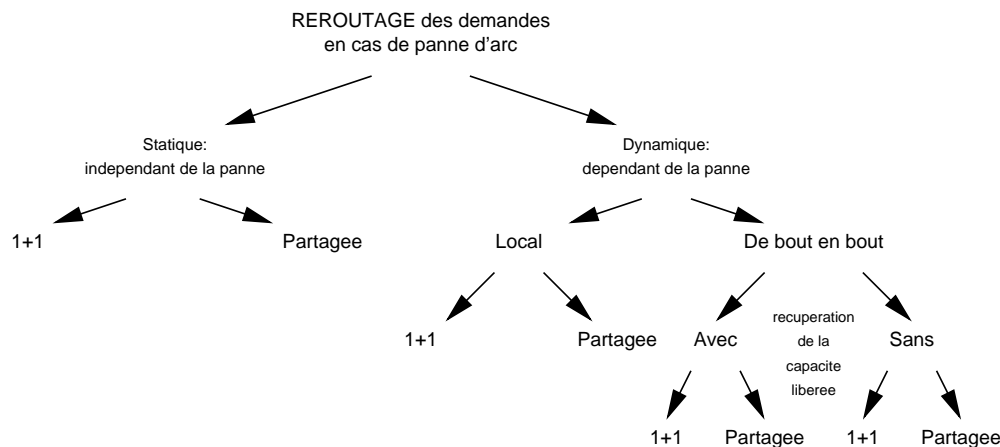 REROUTAGE des demandes
en cas de panne d'arc
Statique:
independant de la panne
Dynamique:
dependant de la panne
1+1
Partagee
Local
De bout en bout
1+1
Partagee
Avec
recuperation
de la
capacite
liberee
Sans
1+1
Partagee
1+1
Partagee